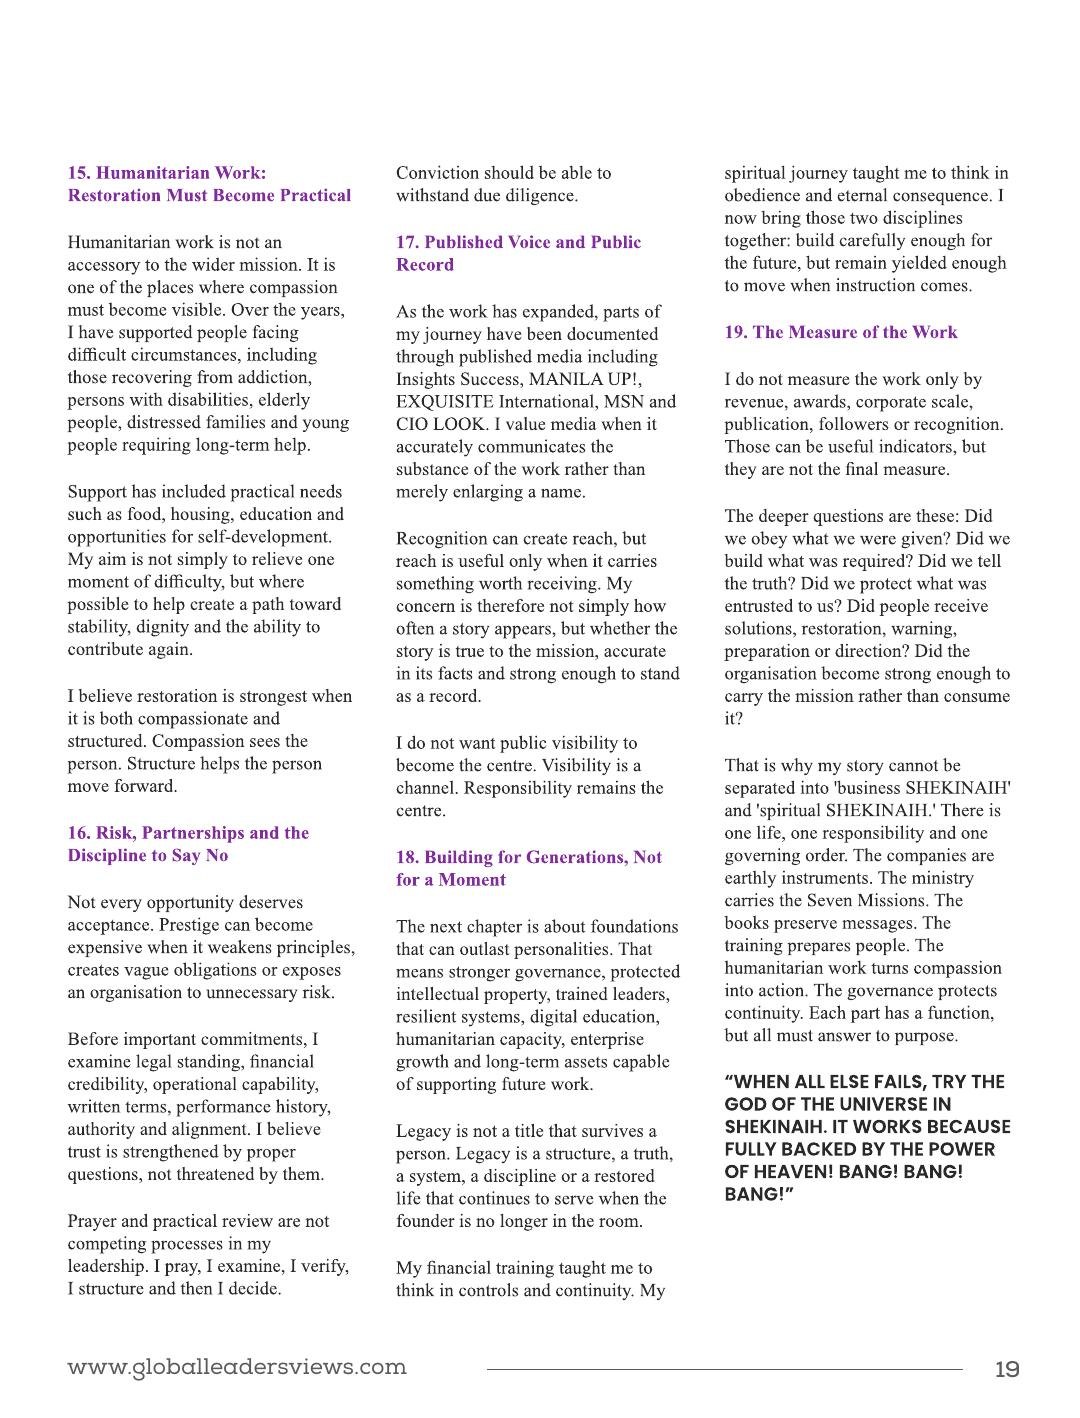 15. Humanitarian Work:
Restoration Must Become Practical
Humanitarian work is not an
accessory to the wider mission. It is
one of the places where compassion
must become visible. Over the years,
I have supported people facing
difficult circumstances, including
those recovering from addiction,
persons with disabilities, elderly
people, distressed families and young
people requiring long-term help.
Support has included practical needs
such as food, housing, education and
opportunities for self-development.
My aim is not simply to relieve one
moment of difficulty, but where
possible to help create a path toward
stability, dignity and the ability to
contribute again.
I believe restoration is strongest when
it is both compassionate and
structured. Compassion sees the
person. Structure helps the person
move forward.
16. Risk, Partnerships and the
Discipline to Say No
Not every opportunity deserves
acceptance. Prestige can become
expensive when it weakens principles,
creates vague obligations or exposes
an organisation to unnecessary risk.
Before important commitments, I
examine legal standing, financial
credibility, operational capability,
written terms, performance history,
authority and alignment. I believe
trust is strengthened by proper
questions, not threatened by them.
Prayer and practical review are not
competing processes in my
leadership. I pray, I examine, I verify,
I structure and then I decide.
Conviction should be able to
withstand due diligence.
17. Published Voice and Public
Record
As the work has expanded, parts of
my journey have been documented
through published media including
Insights Success, MANILA UP!,
EXQUISITE International, MSN and
CIO LOOK. I value media when it
accurately communicates the
substance of the work rather than
merely enlarging a name.
Recognition can create reach, but
reach is useful only when it carries
something worth receiving. My
concern is therefore not simply how
often a story appears, but whether the
story is true to the mission, accurate
in its facts and strong enough to stand
as a record.
I do not want public visibility to
become the centre. Visibility is a
channel. Responsibility remains the
centre.
18. Building for Generations, Not
for a Moment
The next chapter is about foundations
that can outlast personalities. That
means stronger governance, protected
intellectual property, trained leaders,
resilient systems, digital education,
humanitarian capacity, enterprise
growth and long-term assets capable
of supporting future work.
Legacy is not a title that survives a
person. Legacy is a structure, a truth,
a system, a discipline or a restored
life that continues to serve when the
founder is no longer in the room.
My financial training taught me to
think in controls and continuity. My
spiritual journey taught me to think in
obedience and eternal consequence. I
now bring those two disciplines
together: build carefully enough for
the future, but remain yielded enough
to move when instruction comes.
19. The Measure of the Work
I do not measure the work only by
revenue, awards, corporate scale,
publication, followers or recognition.
Those can be useful indicators, but
they are not the final measure.
The deeper questions are these: Did
we obey what we were given? Did we
build what was required? Did we tell
the truth? Did we protect what was
entrusted to us? Did people receive
solutions, restoration, warning,
preparation or direction? Did the
organisation become strong enough to
carry the mission rather than consume
it?
That is why my story cannot be
separated into 'business SHEKINAIH'
and 'spiritual SHEKINAIH.' There is
one life, one responsibility and one
governing order. The companies are
earthly instruments. The ministry
carries the Seven Missions. The
books preserve messages. The
training prepares people. The
humanitarian work turns compassion
into action. The governance protects
continuity. Each part has a function,
but all must answer to purpose.
“WHEN ALL ELSE FAILS, TRY THE
GOD OF THE UNIVERSE IN
SHEKINAIH. IT WORKS BECAUSE
FULLY BACKED BY THE POWER
OF HEAVEN! BANG! BANG!
BANG!”
www.globalleadersviews.com
19